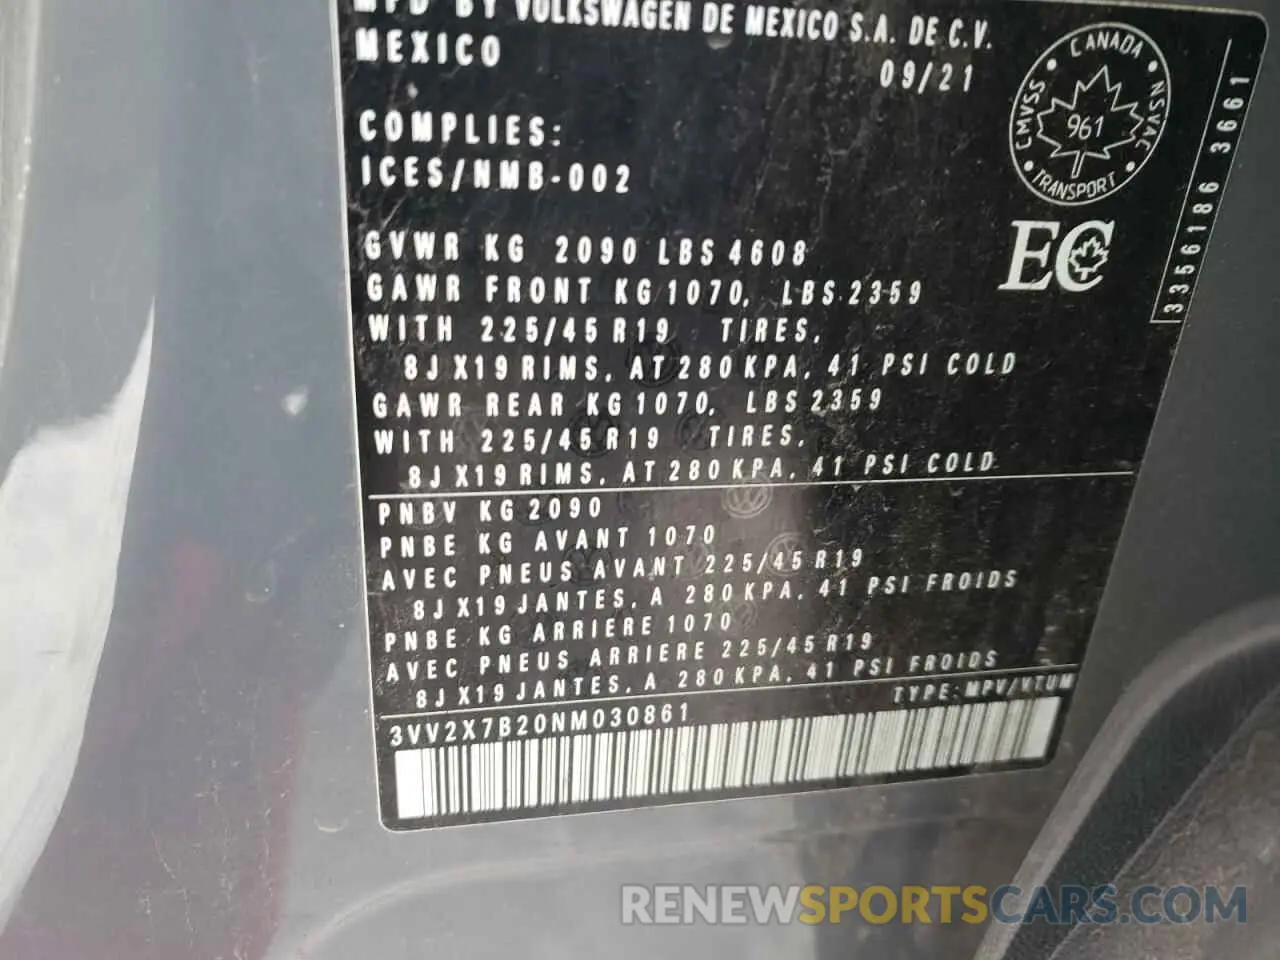 MFD BY VOLKSWAGEN DE MEXICO S.A. DE C.V.
MEXICO
09/21
CANADA
CMVSS
NSVAC
961
TRANSPORT
COMPLIES:
ICES/NMB-002
EC
3356186 3661
GVWR KG 2090 LBS 4608
GAWR FRONT KG 1070, LBS 2359
WITH 225/45 R19 TIRES,
8J X19 RIMS, AT 280 KPA, 41 PSI COLD
GAWR REAR KG 1070, LBS 2359
WITH 225/45 R19 TIRES,
8J X19 RIMS, AT 280 KPA, 41 PSI COLD
PNBV KG 2090
PNBE KG AVANT 1070
AVEC PNEUS AVANT 225/45 R19
8J X19 JANTES, A 280 KPA, 41 PSI FROIDS
PNBE KG ARRIERE 1070
AVEC PNEUS ARRIERE 225/45 R19
8J X19 JANTES, A 280 KPA, 41 PSI FROIDS
TYPE: MPV/VTUM
3VV2X7B20NM030861
RENEWSPORTSCARS.COM